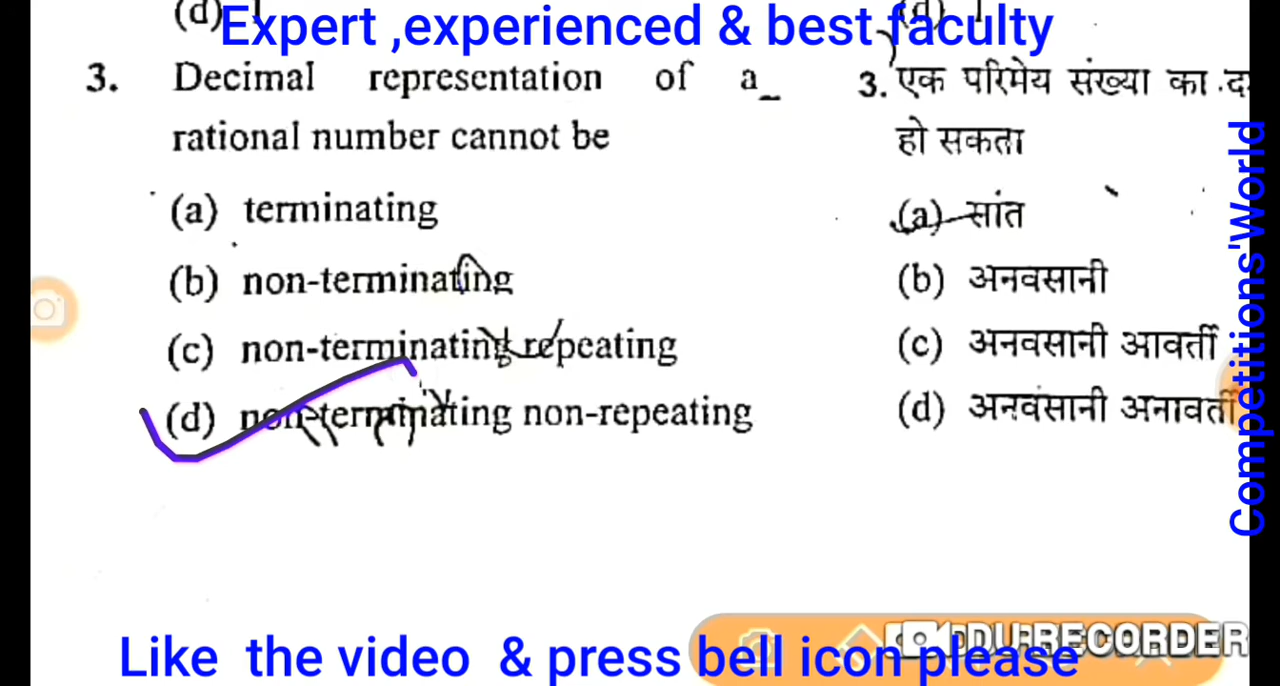 (d) 1
(d) 1
Expert ,experienced & best faculty
3. Decimal representation of a
rational number cannot be
(a) terminating
(b) non-terminating
(c) non-terminating repeating
(d) non-terminating non-repeating
3. एक परिमेय संख्या का
हो सकता
(a) सांत
(b) अनवसानी
(c) अनवसानी आवर्ती
(d) अनवसानी अनावर्ती
Competitions'World
Like the video & press bell icon please
DU RECORDER